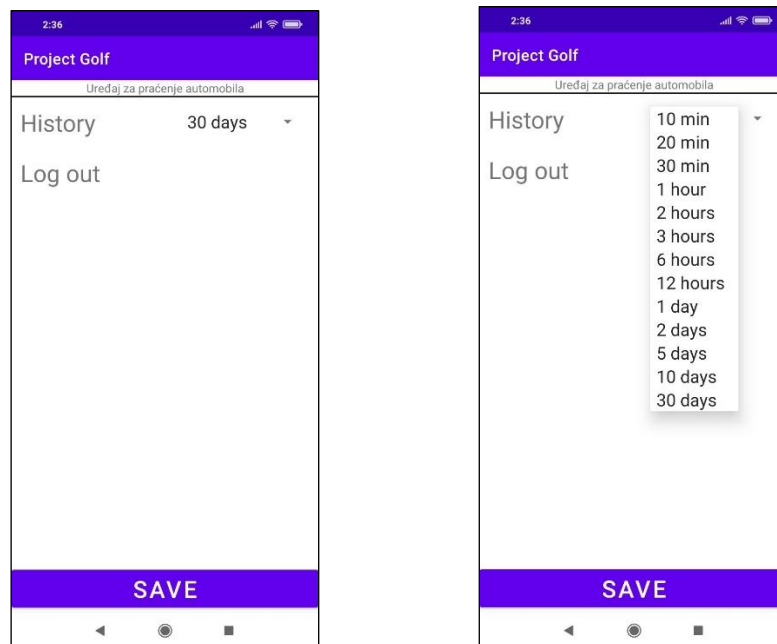 2:36
Project Golf
Uređaj za praćenje automobila
History 30 days
Log out
SAVE
2:36
Project Golf
Uređaj za praćenje automobila
History
Log out
10 min
20 min
30 min
1 hour
2 hours
3 hours
6 hours
12 hours
1 day
2 days
5 days
10 days
30 days
SAVE